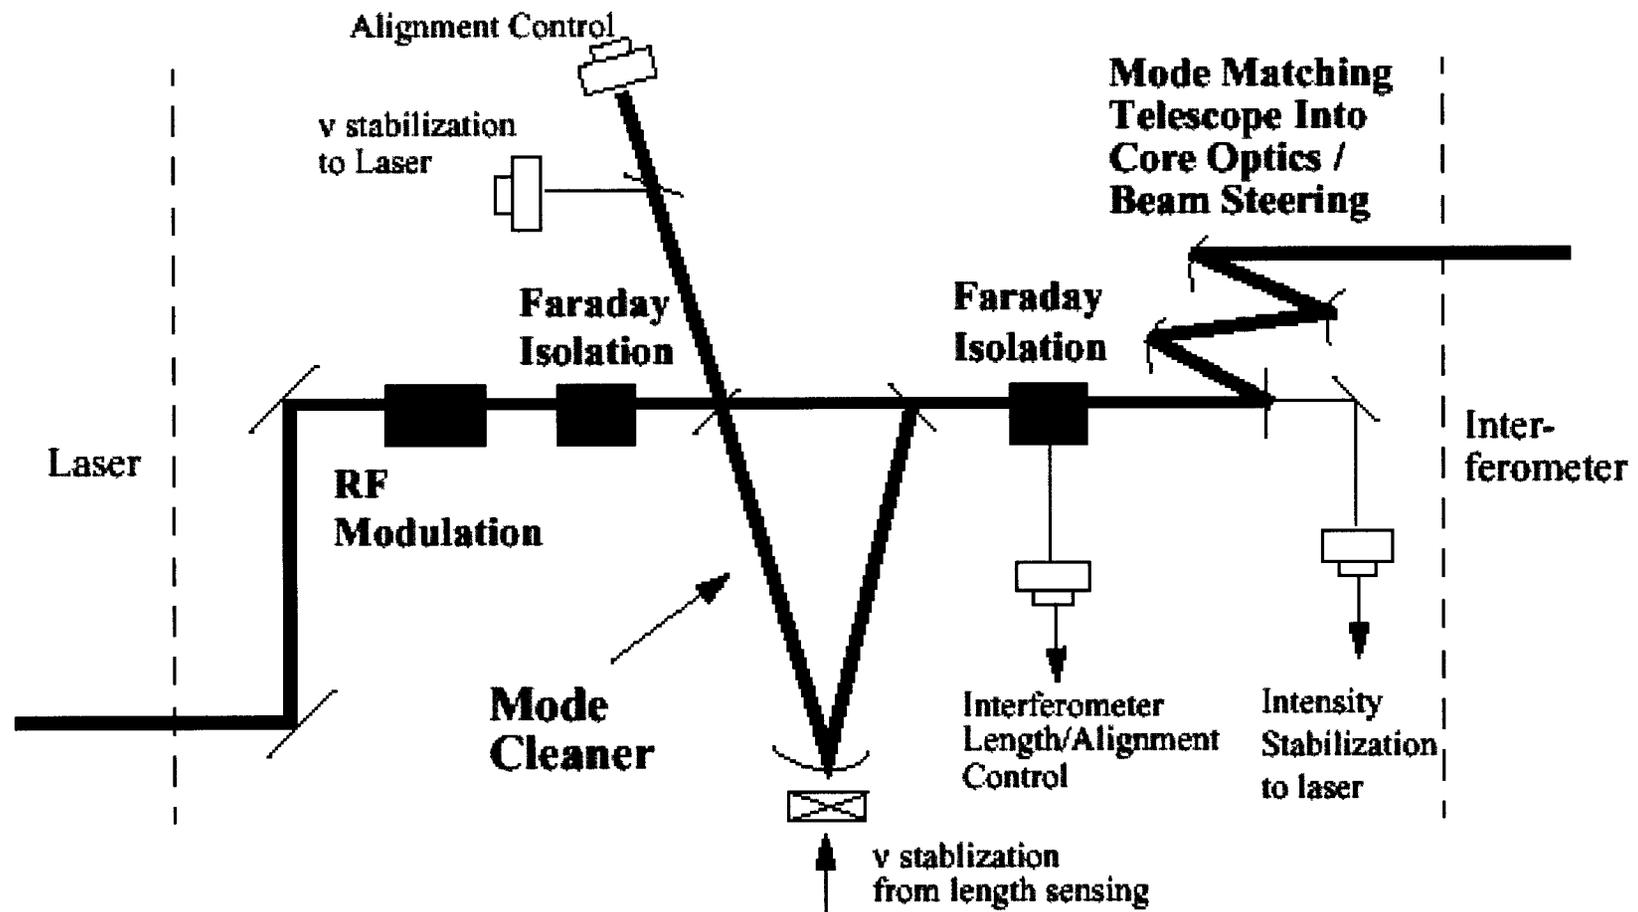 Alignment Control
ν stabilization
to Laser
Mode Matching
Telescope Into
Core Optics /
Beam Steering
Faraday
Isolation
Faraday
Isolation
Laser
RF
Modulation
Inter-
ferometer
Mode
Cleaner
Interferometer
Length/Alignment
Control
Intensity
Stabilization
to laser
ν stablization
from length sensing